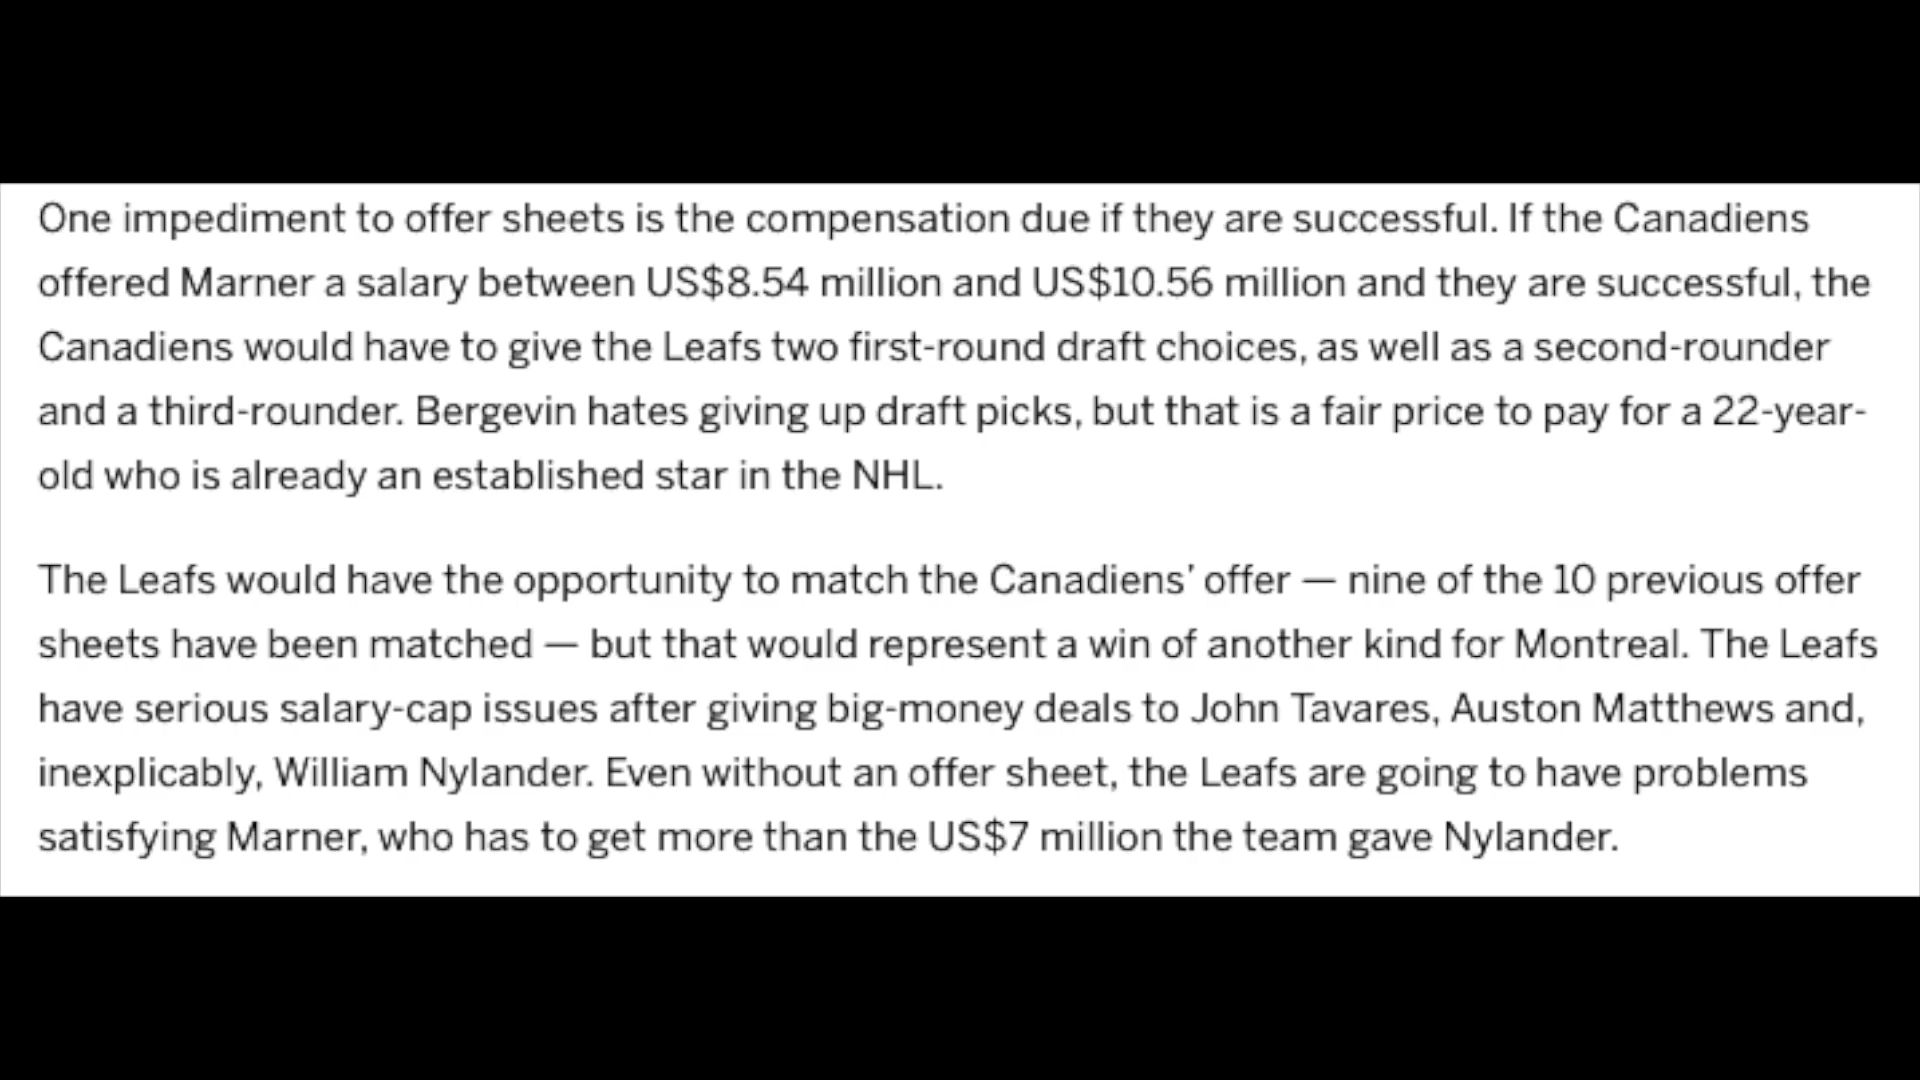 One impediment to offer sheets is the compensation due if they are successful. If the Canadiens
offered Marner a salary between US$8.54 million and US$10.56 million and they are successful, the
Canadiens would have to give the Leafs two first-round draft choices, as well as a second-rounder
and a third-rounder. Bergevin hates giving up draft picks, but that is a fair price to pay for a 22-year-
old who is already an established star in the NHL.
The Leafs would have the opportunity to match the Canadiens’ offer — nine of the 10 previous offer
sheets have been matched — but that would represent a win of another kind for Montreal. The Leafs
have serious salary-cap issues after giving big-money deals to John Tavares, Auston Matthews and,
inexplicably, William Nylander. Even without an offer sheet, the Leafs are going to have problems
satisfying Marner, who has to get more than the US$7 million the team gave Nylander.